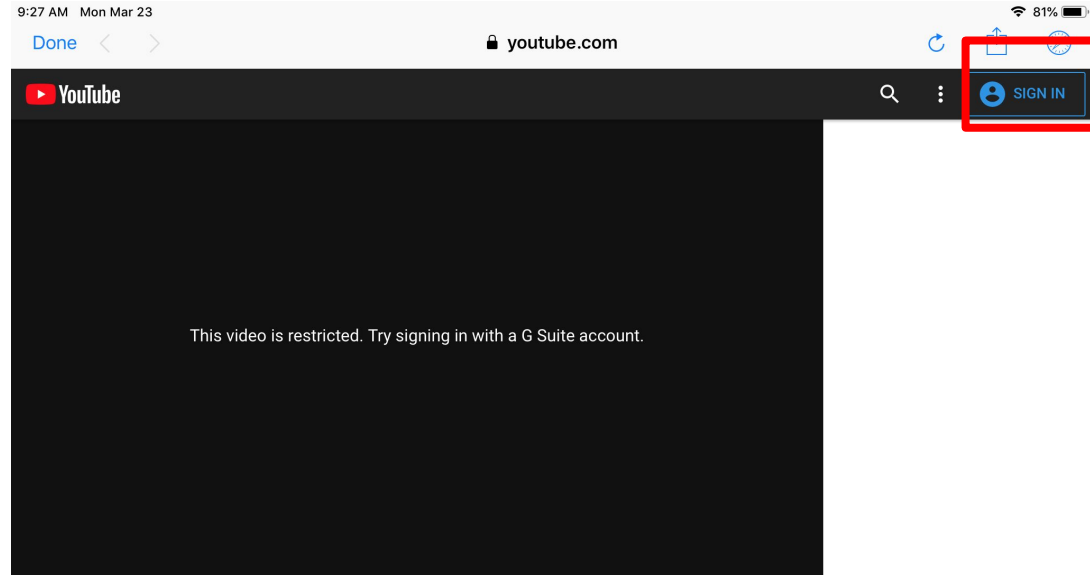 9:27 AM Mon Mar 23 81%
Done youtube.com
YouTube SIGN IN
This video is restricted. Try signing in with a G Suite account.